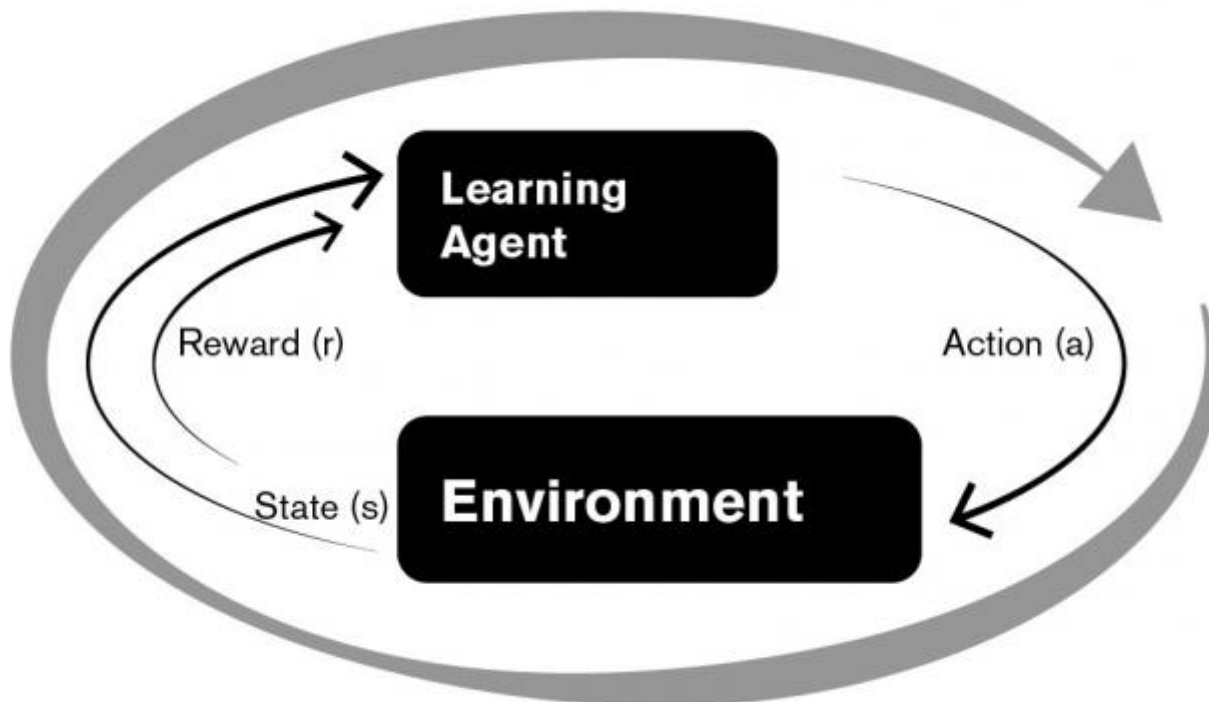 Learning
Agent
Reward (r)
Action (a)
State (s)
Environment